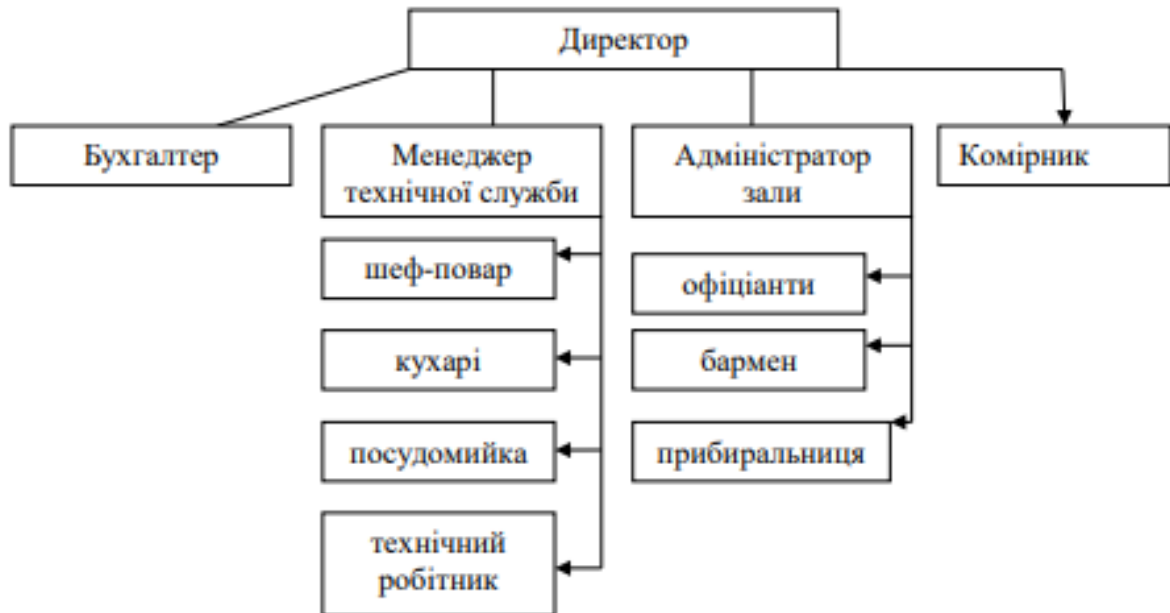 Директор
Бухгалтер
Менеджер
технічної служби
Адміністратор
зали
Комірник
шеф-повар
кухарі
посудомийка
технічний
робітник
офіціанти
бармен
прибиральниця